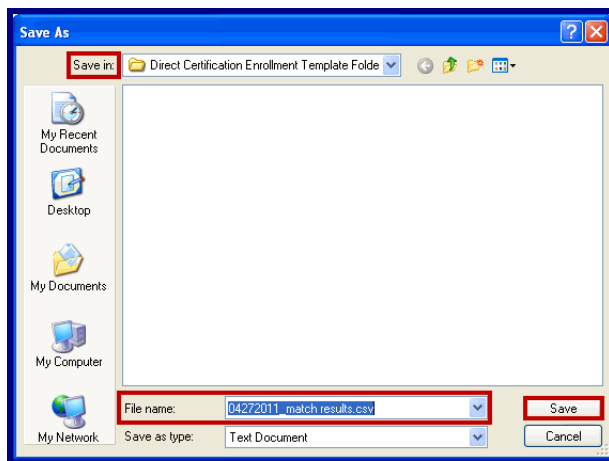 Save As
Save in:
Direct Certification Enrollment Template Folde
My Recent
Documents
Desktop
My Documents
My Computer
My Network
File name:
04272011_match results.csv
Save
Save as type:
Text Document
Cancel